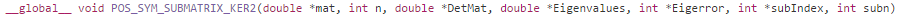 __global__ void POS_SYM_SUBMATRIX_KER2(double *mat, int n, double *DetMat, double *Eigenvalues, int *Eigerror, int *subIndex, int subn)